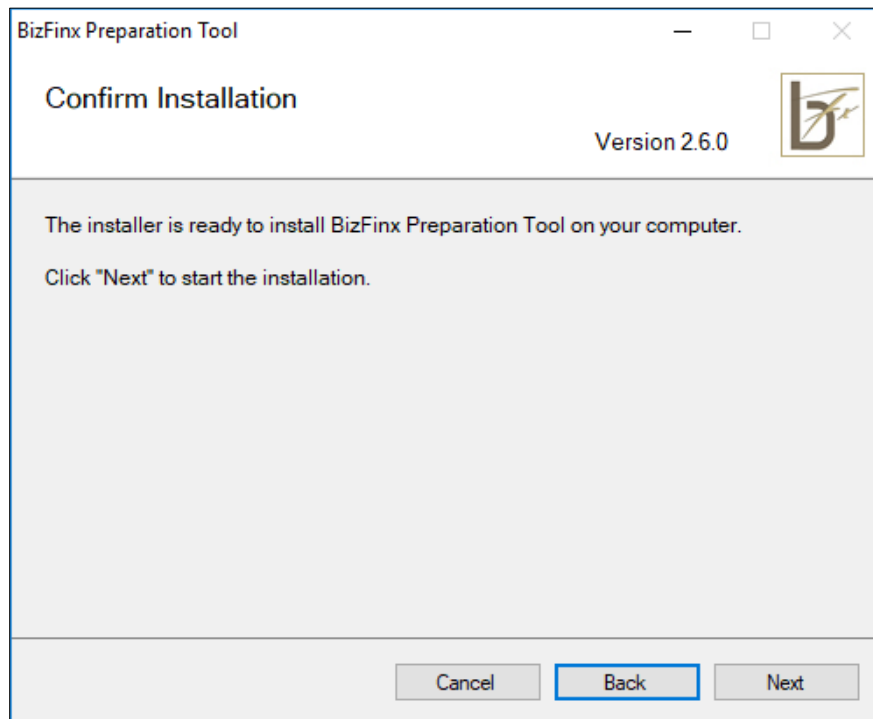 BizFinx Preparation Tool
Confirm Installation
Version 2.6.0
bfx
The installer is ready to install BizFinx Preparation Tool on your computer.
Click "Next" to start the installation.
Cancel Back Next